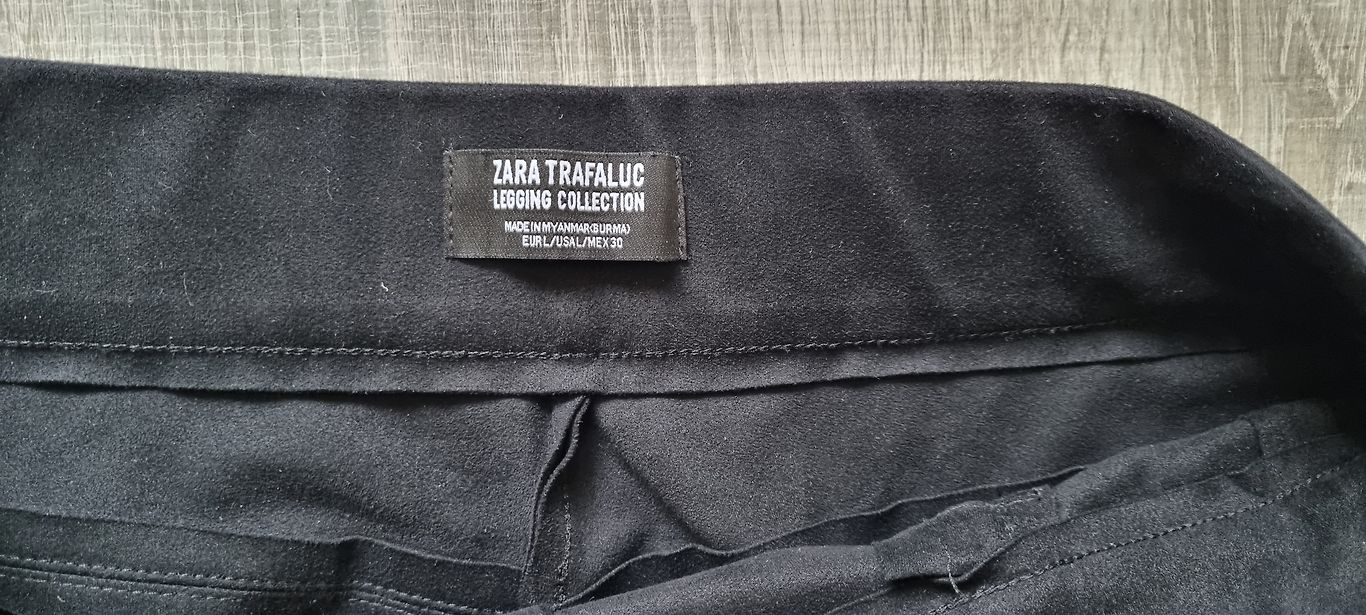 ZARA TRAFALUC
LEGGING COLLECTION
MADE IN MYANMAR(BURMA)
EUR L/USA L/MEX 30